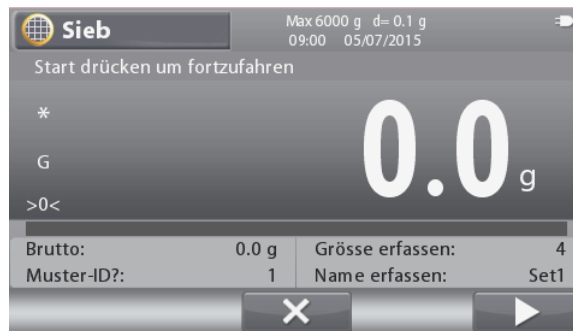 Sieb
Max 6000 g d= 0.1 g
09:00 05/07/2015
Start drücken um fortzufahren
*
G
>0<
0.0 g
Brutto: 0.0 g
Muster-ID?: 1
Grösse erfassen: 4
Name erfassen: Set1